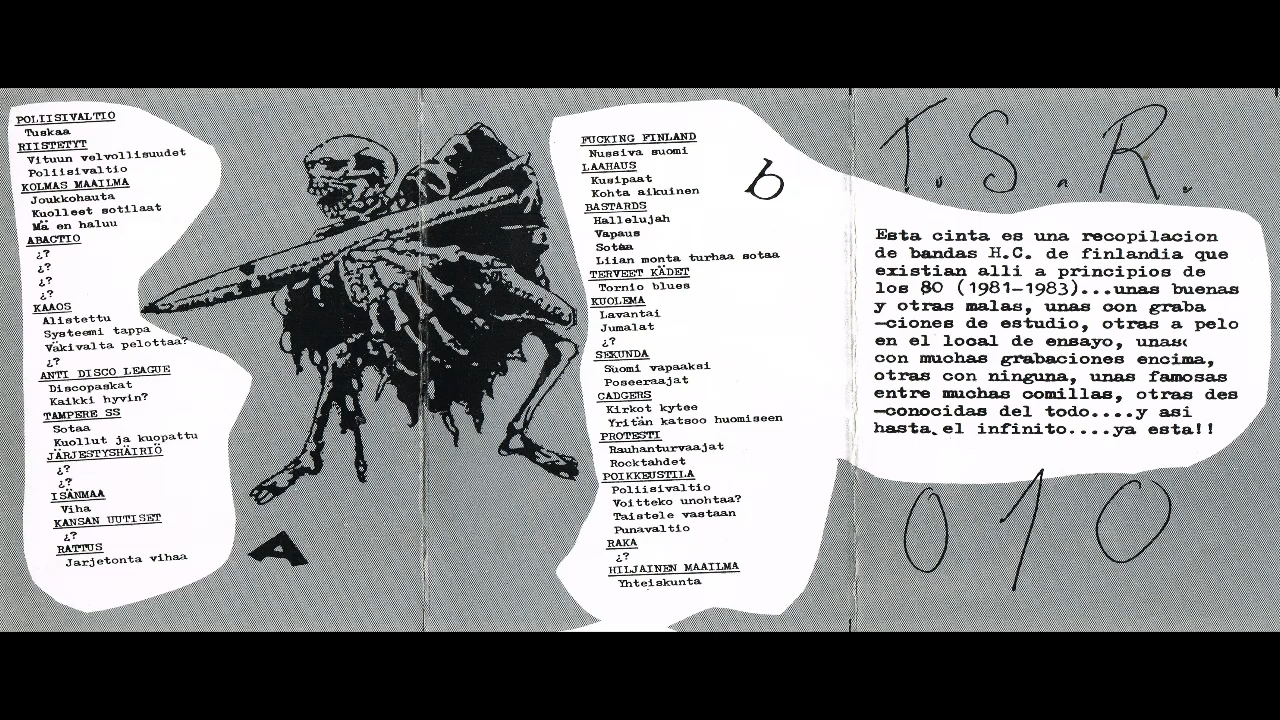 POLIISIVALTIO
Tuskaa
RIISTETYT
Vituun velvollisuudet
Poliisivaltio
KOLMAS MAAILMA
Joukkohauta
Kuolleet sotilaat
Mä en haluu
ABACTIO
¿?
¿?
¿?
¿?
KAAOS
Alistettu
Systeemi tappa
Väkivalta pelottaa?
¿?
ANTI DISCO LEAGUE
Discopaskat
Kaikki hyvin?
TAMPERE SS
Sotaa
Kuollut ja kuopattu
JÄRJESTYSHÄIRIÖ
¿?
¿?
ISÄNMAA
Viha
KANSAN UUTISET
¿?
RATTUS
Jarjetonta vihaa
A
FUCKING FINLAND
Nussiva suomi
LAAHAUS
Kusipaat
Kohta aikuinen
BASTARDS
Hallelujah
Vapaus
Sotaa
Liian monta turhaa sotaa
TERVEET KÄDET
Tornio blues
KUOLEMA
Lavantai
Jumalat
¿?
SEKUNDA
Suomi vapaaksi
Poseeraajat
CADGERS
Kirkot kytee
Yritän katsoo huomiseen
PROTESTI
Rauhanturvaajat
Rocktahdet
POIKKEUSTILA
Poliisivaltio
Voitteko unohtaa?
Taistele vastaan
Punavaltio
RAKA
¿?
HILJAINEN MAAILMA
Yhteiskunta
b
T.S.R.
Esta cinta es una recopilacion
de bandas H.C. de finlandia que
existian alli a principios de
los 80 (1981-1983)...unas buenas
y otras malas, unas con graba
-ciones de estudio, otras a pelo
en el local de ensayo, unas
con muchas grabaciones encima,
otras con ninguna, unas famosas
entre muchas comillas, otras des
-conocidas del todo....y asi
hasta el infinito....ya esta!!
010